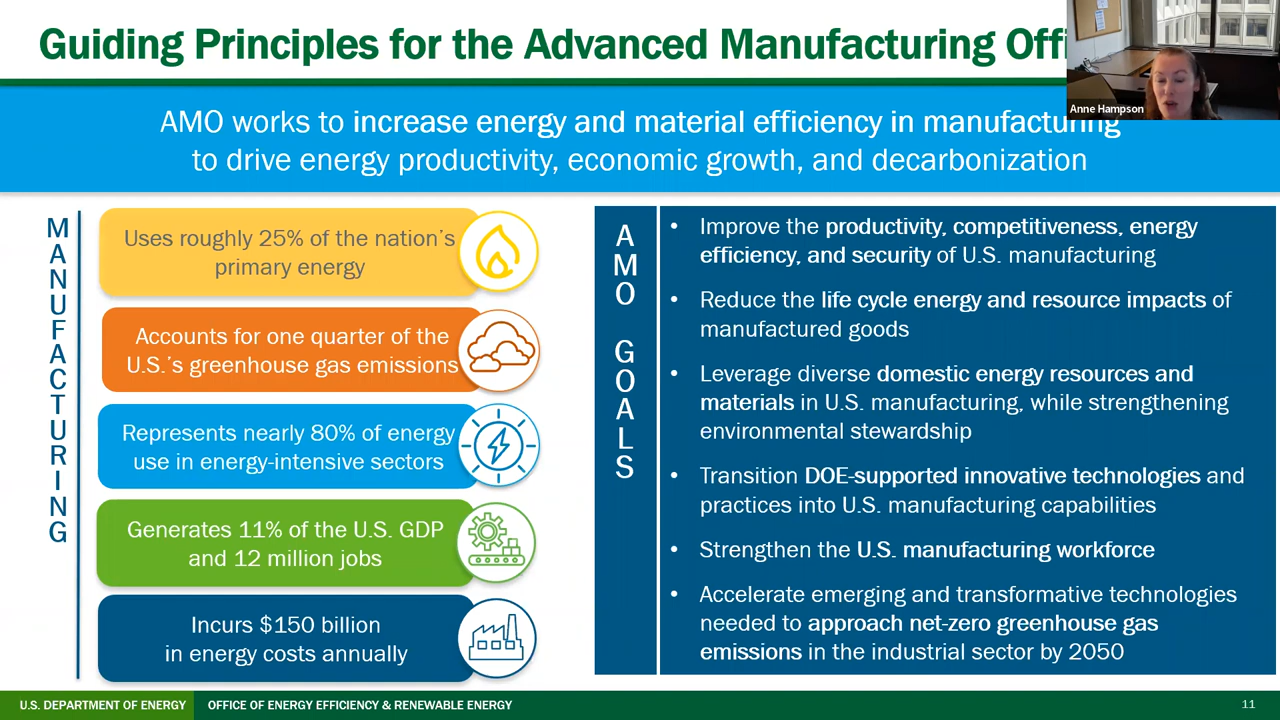 Guiding Principles for the Advanced Manufacturing Offi
Anne Hampson
AMO works to increase energy and material efficiency in manufacturing
to drive energy productivity, economic growth, and decarbonization
MANUFACTURING
Uses roughly 25% of the nation's
primary energy
Accounts for one quarter of the
U.S.'s greenhouse gas emissions
Represents nearly 80% of energy
use in energy-intensive sectors
Generates 11% of the U.S. GDP
and 12 million jobs
Incurs $150 billion
in energy costs annually
AMO GOALS
• Improve the productivity, competitiveness, energy
efficiency, and security of U.S. manufacturing
• Reduce the life cycle energy and resource impacts of
manufactured goods
• Leverage diverse domestic energy resources and
materials in U.S. manufacturing, while strengthening
environmental stewardship
• Transition DOE-supported innovative technologies and
practices into U.S. manufacturing capabilities
• Strengthen the U.S. manufacturing workforce
• Accelerate emerging and transformative technologies
needed to approach net-zero greenhouse gas
emissions in the industrial sector by 2050
U.S. DEPARTMENT OF ENERGY OFFICE OF ENERGY EFFICIENCY & RENEWABLE ENERGY
11